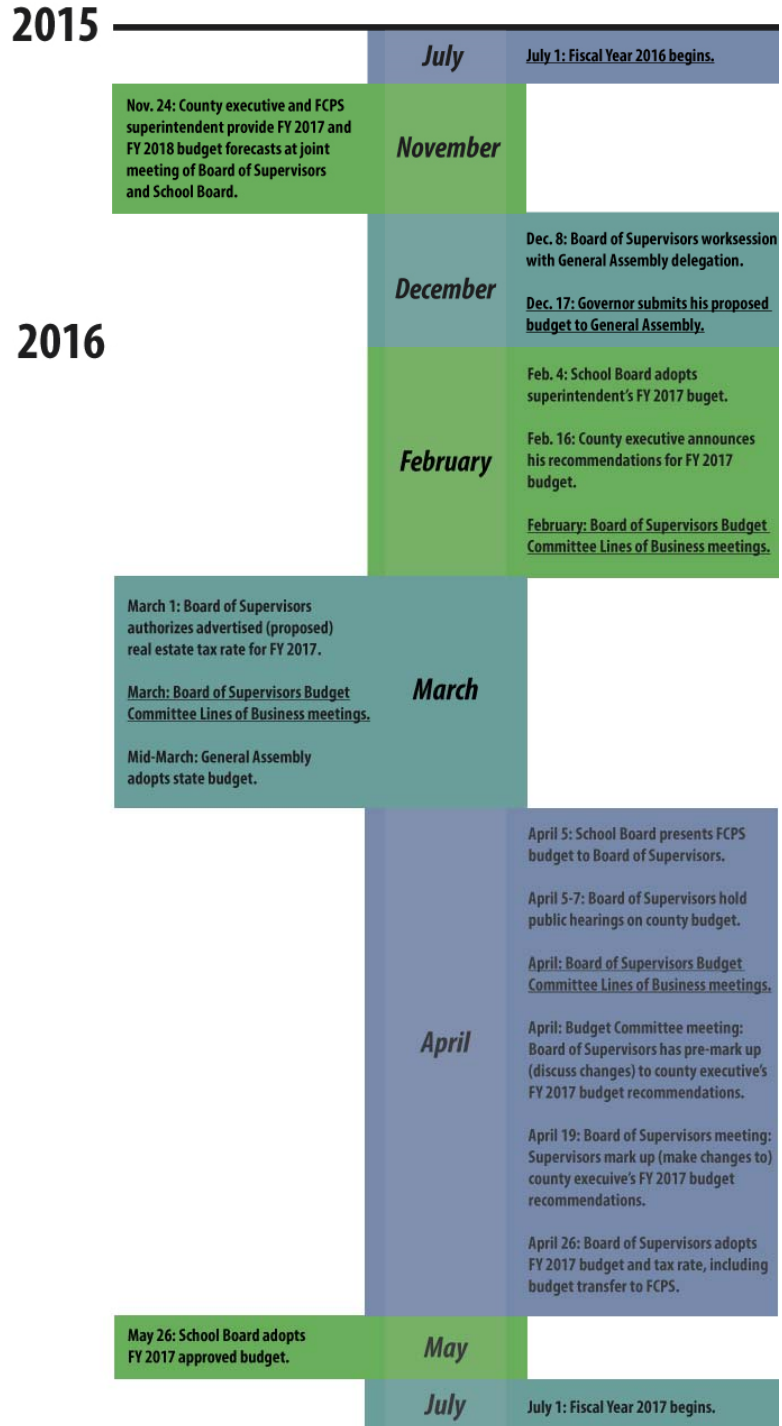 2015
July
July 1: Fiscal Year 2016 begins.
Nov. 24: County executive and FCPS
superintendent provide FY 2017 and
FY 2018 budget forecasts at joint
meeting of Board of Supervisors
and School Board.
November
December
Dec. 8: Board of Supervisors worksession
with General Assembly delegation.
Dec. 17: Governor submits his proposed
budget to General Assembly.
2016
February
Feb. 4: School Board adopts
superintendent's FY 2017 buget.
Feb. 16: County executive announces
his recommendations for FY 2017
budget.
February: Board of Supervisors Budget
Committee Lines of Business meetings.
March 1: Board of Supervisors
authorizes advertised (proposed)
real estate tax rate for FY 2017.
March: Board of Supervisors Budget
Committee Lines of Business meetings.
Mid-March: General Assembly
adopts state budget.
March
April
April 5: School Board presents FCPS
budget to Board of Supervisors.
April 5-7: Board of Supervisors hold
public hearings on county budget.
April: Board of Supervisors Budget
Committee Lines of Business meetings.
April: Budget Committee meeting:
Board of Supervisors has pre-mark up
(discuss changes) to county executive's
FY 2017 budget recommendations.
April 19: Board of Supervisors meeting:
Supervisors mark up (make changes to)
county execuive's FY 2017 budget
recommendations.
April 26: Board of Supervisors adopts
FY 2017 budget and tax rate, including
budget transfer to FCPS.
May 26: School Board adopts
FY 2017 approved budget.
May
July
July 1: Fiscal Year 2017 begins.